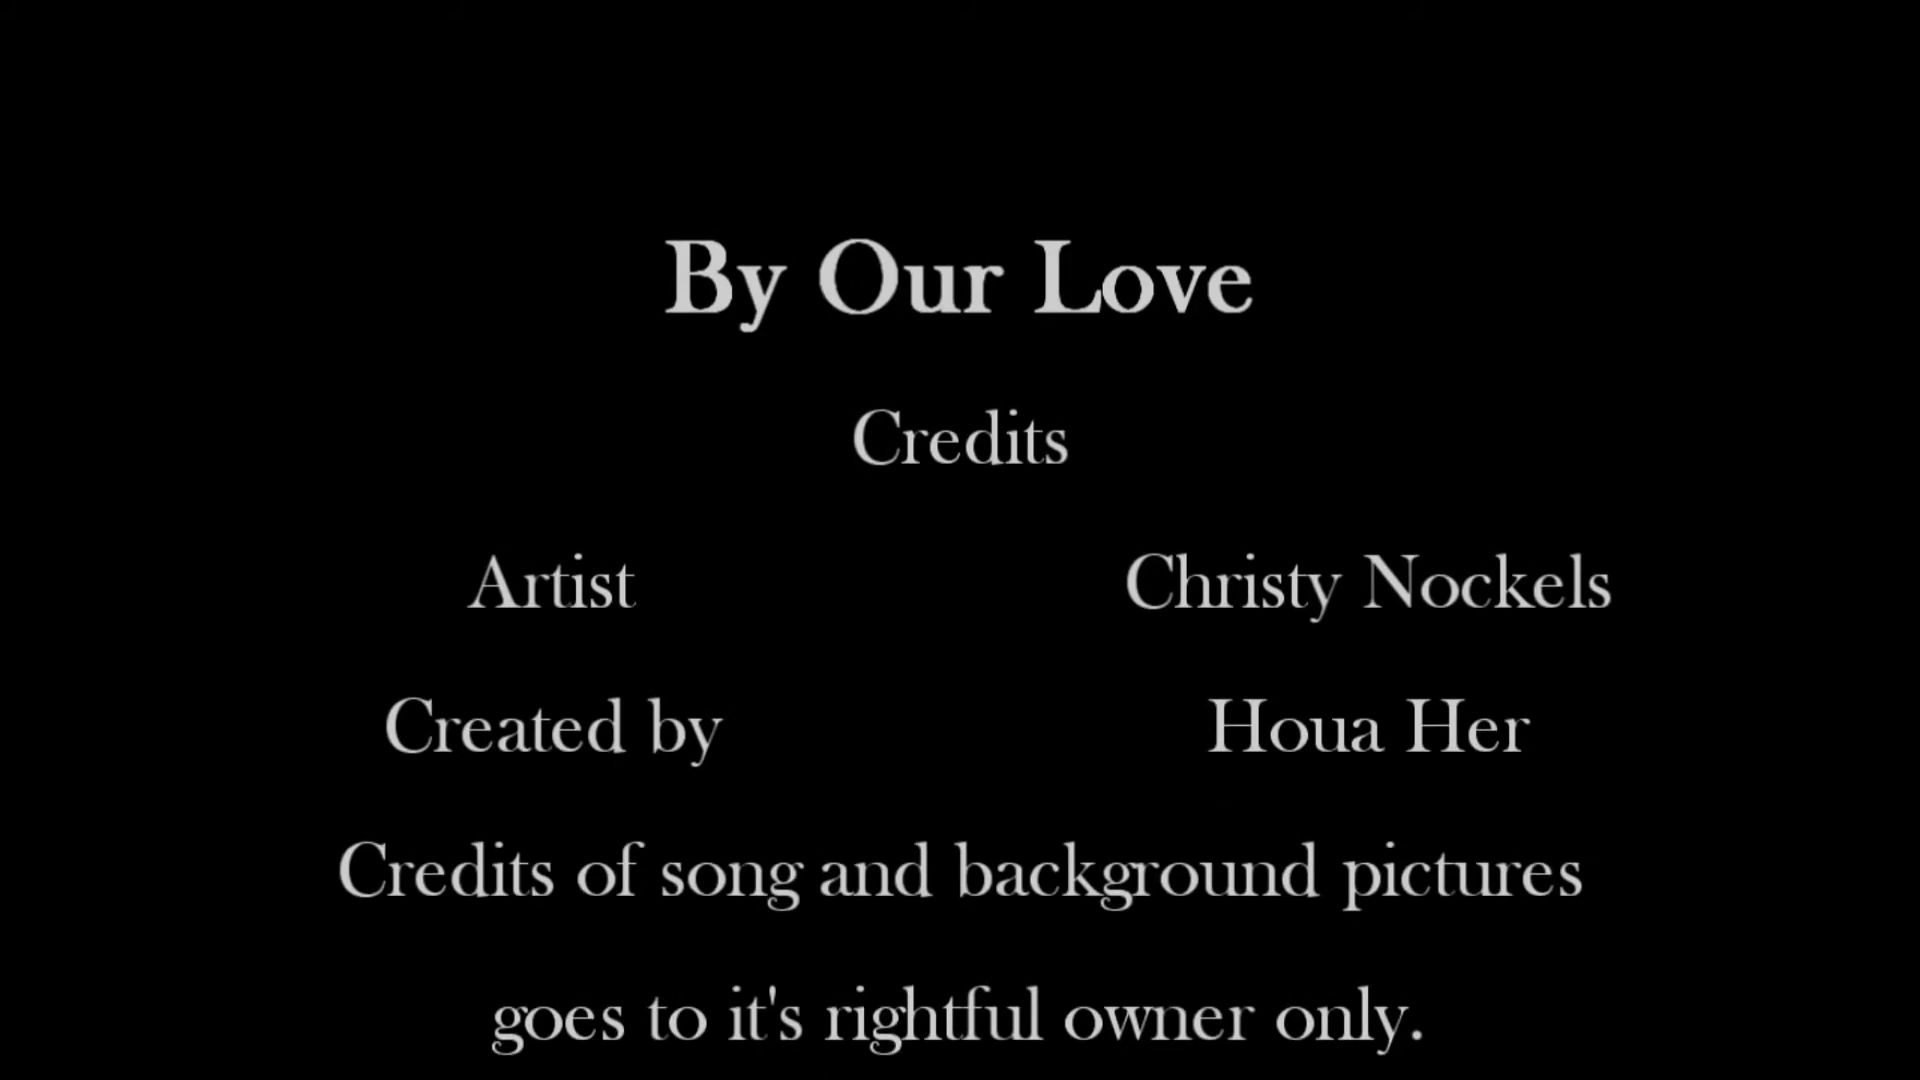 By Our Love
Credits
Artist Christy Nockels
Created by Houa Her
Credits of song and background pictures
goes to it's rightful owner only.